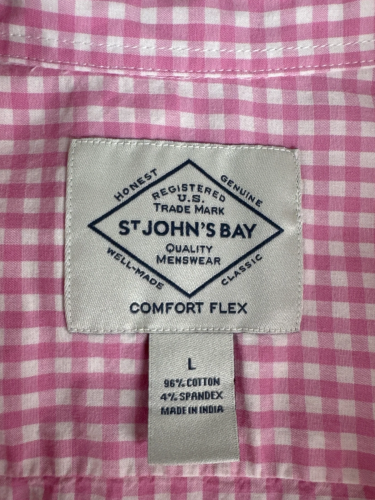 HONEST GENUINE
REGISTERED
U.S.
TRADE MARK
ST JOHN'S BAY
QUALITY
MENSWEAR
WELL-MADE CLASSIC
COMFORT FLEX
L
96% COTTON
4% SPANDEX
MADE IN INDIA